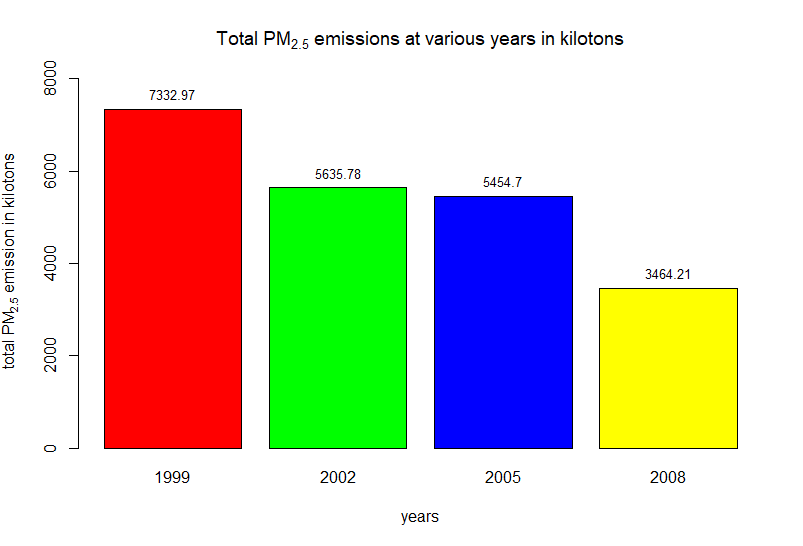 Total PM2.5 emissions at various years in kilotons
total PM2.5 emission in kilotons
8000
6000
4000
2000
0
7332.97
5635.78
5454.7
3464.21
1999 2002 2005 2008
years